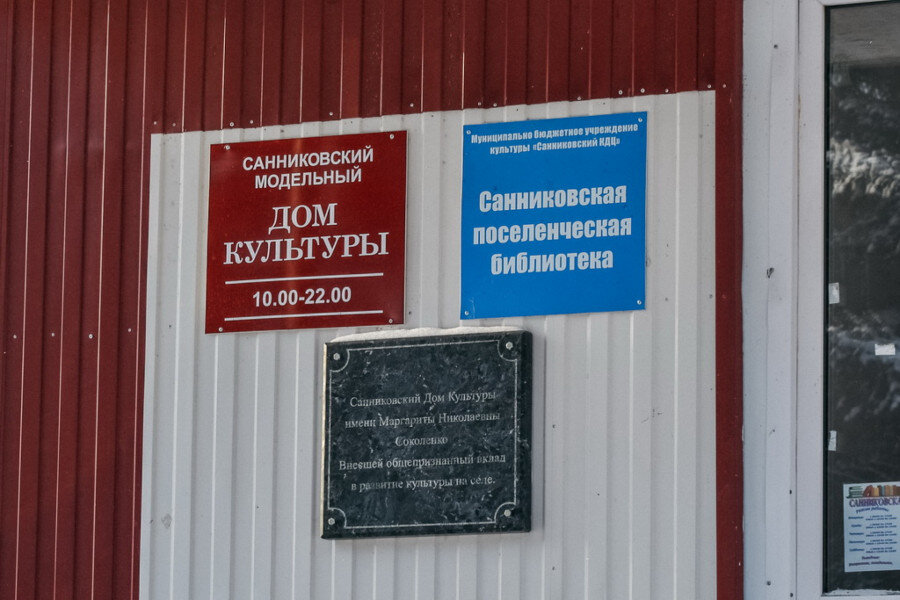 САННИКОВСКИЙ
МОДЕЛЬНЫЙ
ДОМ
КУЛЬТУРЫ
10.00-22.00
Муниципально бюджетное учреждение
культуры «Санниковский КДЦ»
Санниковская
поселенческая
библиотека
Санниковский Дом Культуры
имени Маргариты Николаевны
Соколенко
Внесшей общепризнанный вклад
в развитие культуры на селе.